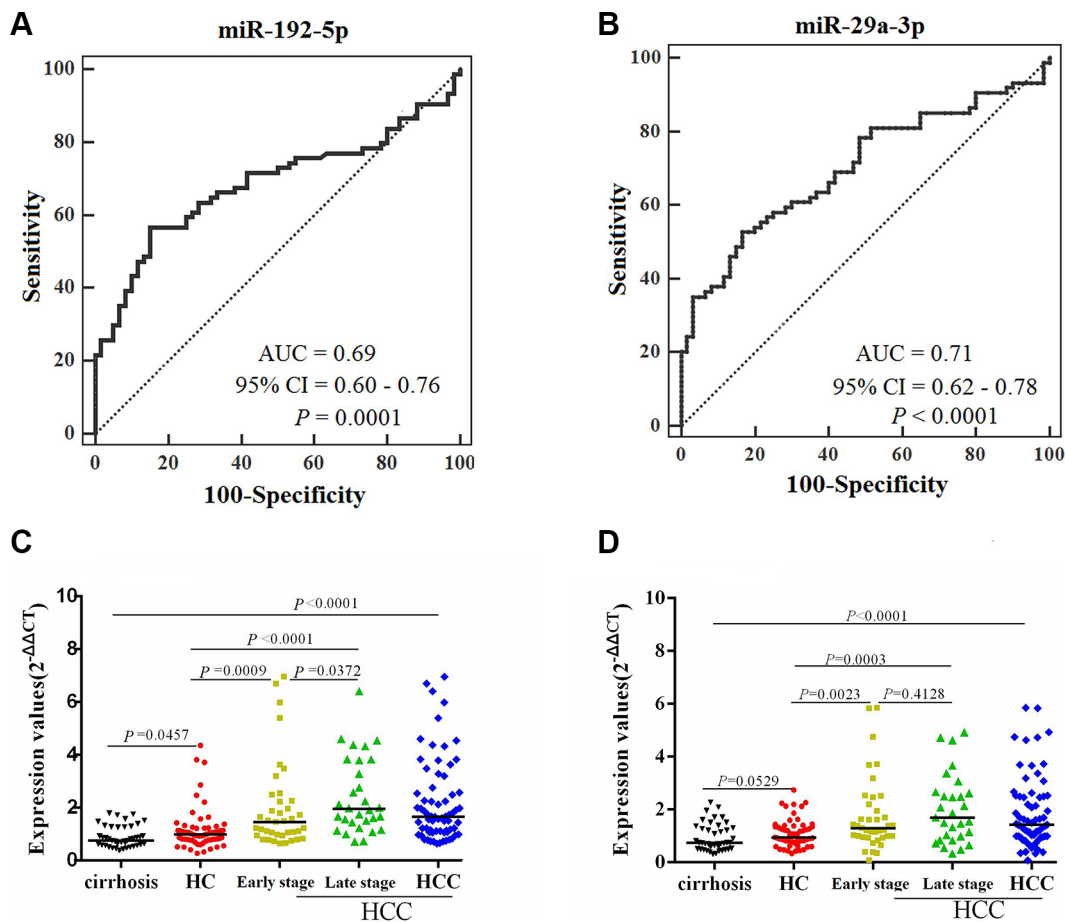 A
miR-192-5p
100
80
60
40
20
0
Sensitivity
AUC = 0.69
95% CI = 0.60 - 0.76
P = 0.0001
0 20 40 60 80 100
100-Specificity
B
miR-29a-3p
100
80
60
40
20
0
Sensitivity
AUC = 0.71
95% CI = 0.62 - 0.78
P < 0.0001
0 20 40 60 80 100
100-Specificity
C
Expression values(2^-ΔΔCT)
10
8
6
4
2
0
P <0.0001
P <0.0001
P =0.0009 P =0.0372
P =0.0457
cirrhosis HC Early stage Late stage HCC
HCC
D
Expression values(2^-ΔΔCT)
10
8
6
4
2
0
P<0.0001
P=0.0003
P=0.0023 P=0.4128
P=0.0529
cirrhosis HC Early stage Late stage HCC
HCC